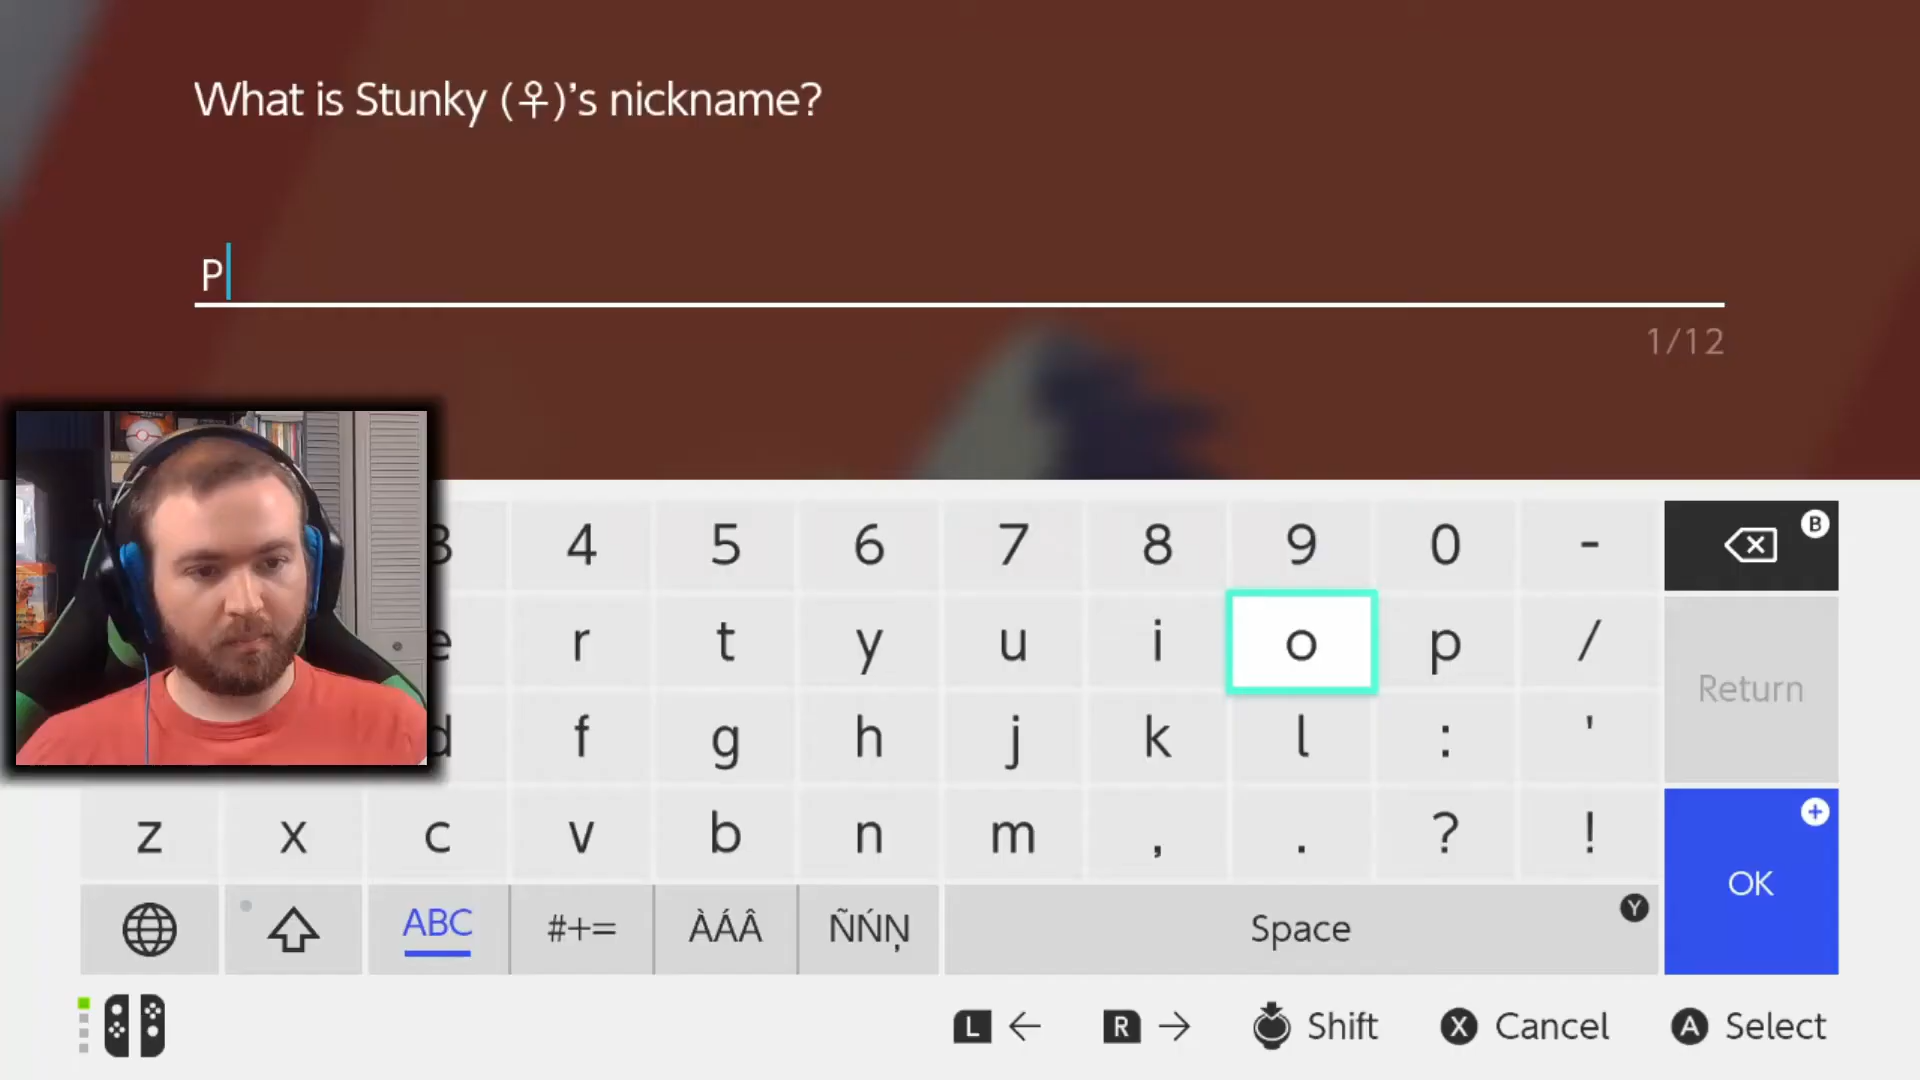 What is Stunky (♀)'s nickname?
P
1/12
3 4 5 6 7 8 9 0 - B
e r t y u i o p /
Return
d f g h j k l : '
z x c v b n m , . ? ! +
OK
ABC #+= ÀÁÂ ÑŃŅ Space Y
L ← R → Shift X Cancel A Select